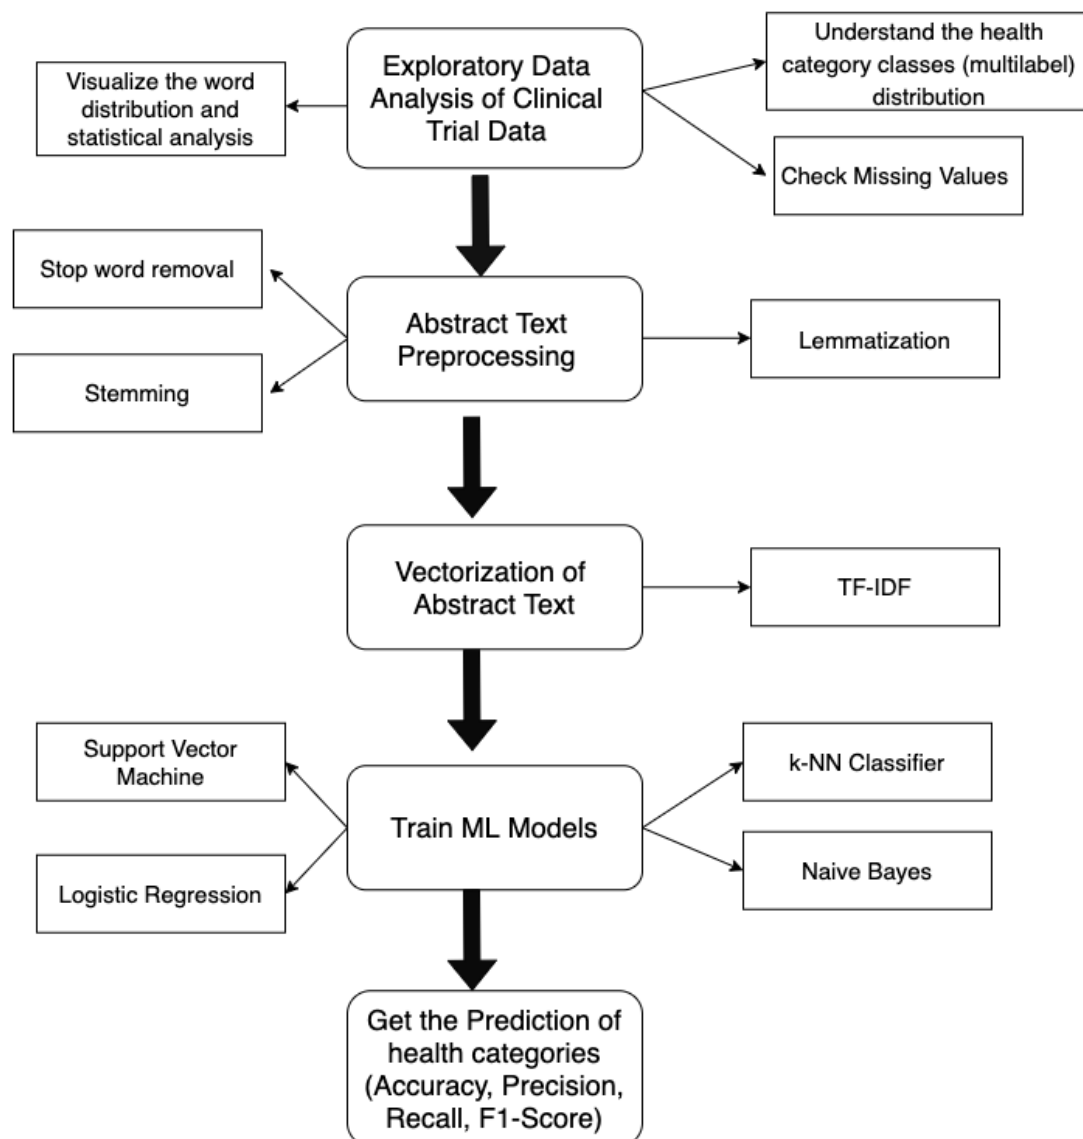 Understand the health
category classes (multilabel)
distribution
Exploratory Data
Analysis of Clinical
Trial Data
Visualize the word
distribution and
statistical analysis
Check Missing Values
Stop word removal
Abstract Text
Preprocessing
Lemmatization
Stemming
Vectorization of
Abstract Text
TF-IDF
Support Vector
Machine
k-NN Classifier
Train ML Models
Logistic Regression
Naive Bayes
Get the Prediction of
health categories
(Accuracy, Precision,
Recall, F1-Score)